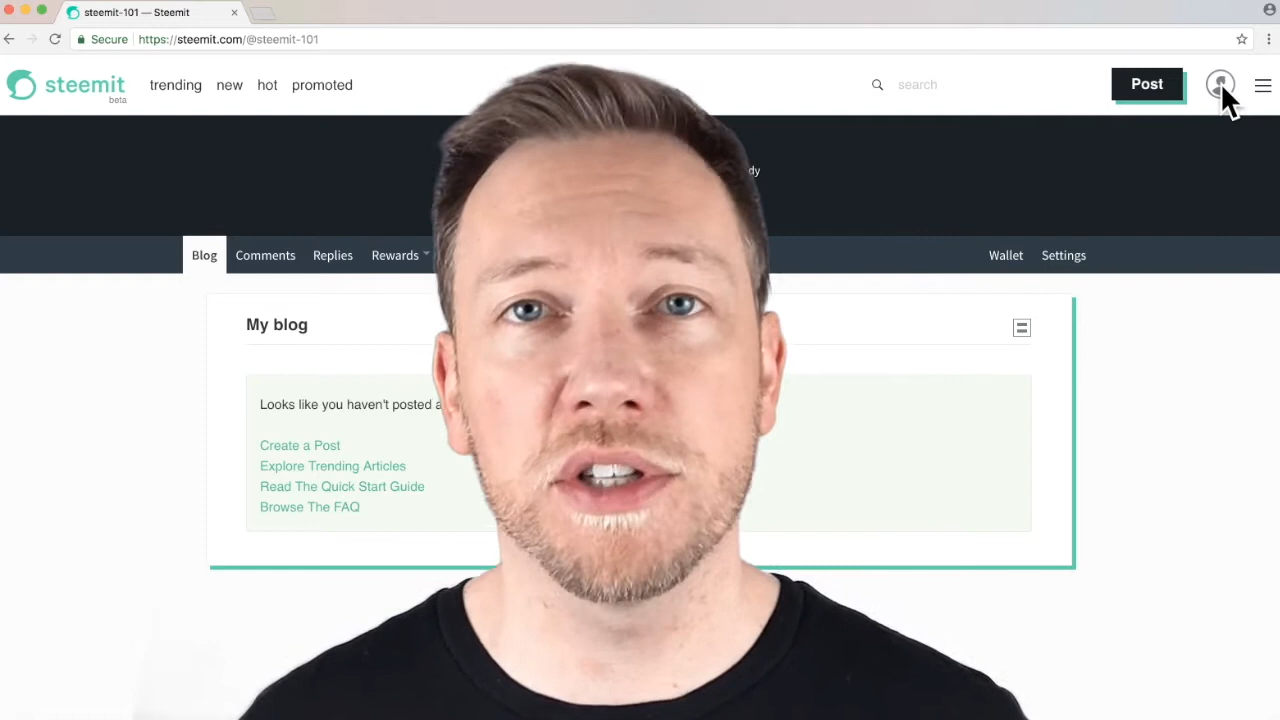 steemit-101 — Steemit
Secure https://steemit.com/@steemit-101
steemit
beta
trending new hot promoted
search
Post
dy
Blog Comments Replies Rewards
Wallet Settings
My blog
Looks like you haven't posted a
Create a Post
Explore Trending Articles
Read The Quick Start Guide
Browse The FAQ